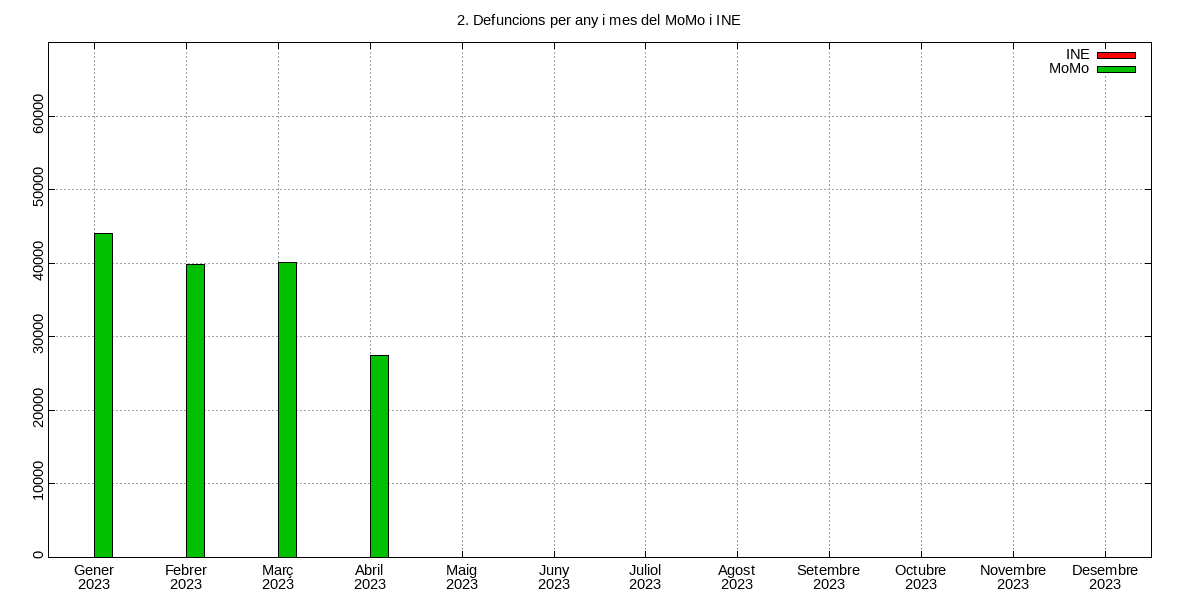 2. Defuncions per any i mes del MoMo i INE
INE
MoMo
60000
50000
40000
30000
20000
10000
0
Gener Febrer Març Abril Maig Juny Juliol Agost Setembre Octubre Novembre Desembre
2023 2023 2023 2023 2023 2023 2023 2023 2023 2023 2023 2023